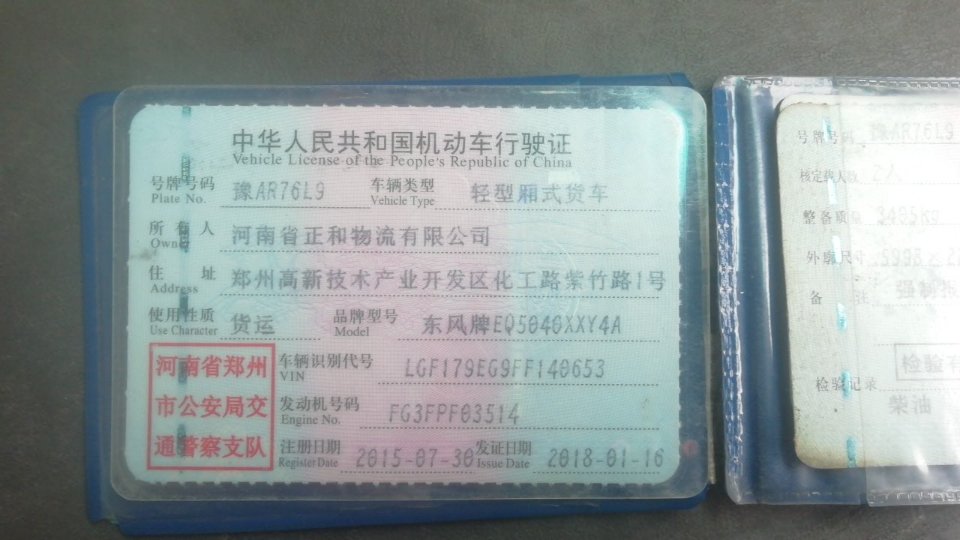 中华人民共和国机动车行驶证
Vehicle License of the People's Republic of China
号牌号码 豫AR76L9 车辆类型 轻型厢式货车
Plate No. Vehicle Type
所有人 河南省正和物流有限公司
Owner
住址 郑州高新技术产业开发区化工路紫竹路1号
Address
使用性质 货运 品牌型号 东风牌EQ5040XXY4A
Use Character Model
车辆识别代号 LGF179EG9FF140653
VIN
发动机号码 FG3FPF03514
Engine No.
注册日期 2015-07-30 发证日期 2018-01-16
Register Date Issue Date
河南省郑州
市公安局交
通警察支队
号牌号码 豫AR76L9
核定载人数 2人
整备质量 3485Kg
外廓尺寸 5998×2
备注 强制报
检验有
检验记录
柴油